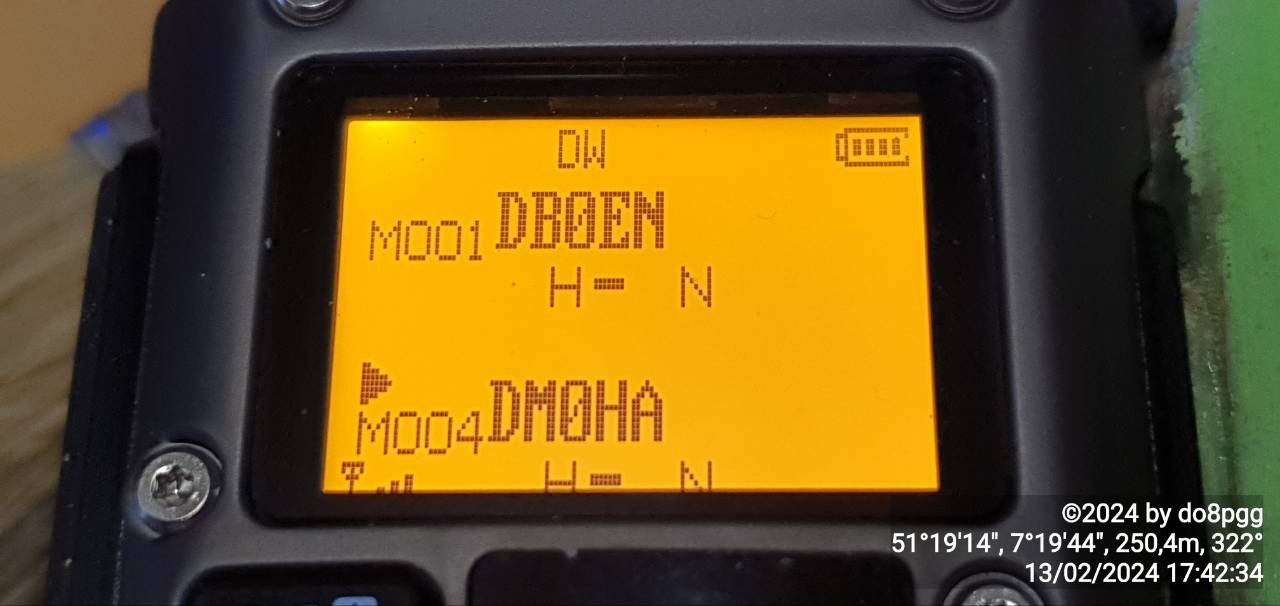 DW
M001 DB0EN
H- N
M004 DM0HA
H- N
©2024 by do8pgg
51°19'14", 7°19'44", 250,4m, 322°
13/02/2024 17:42:34